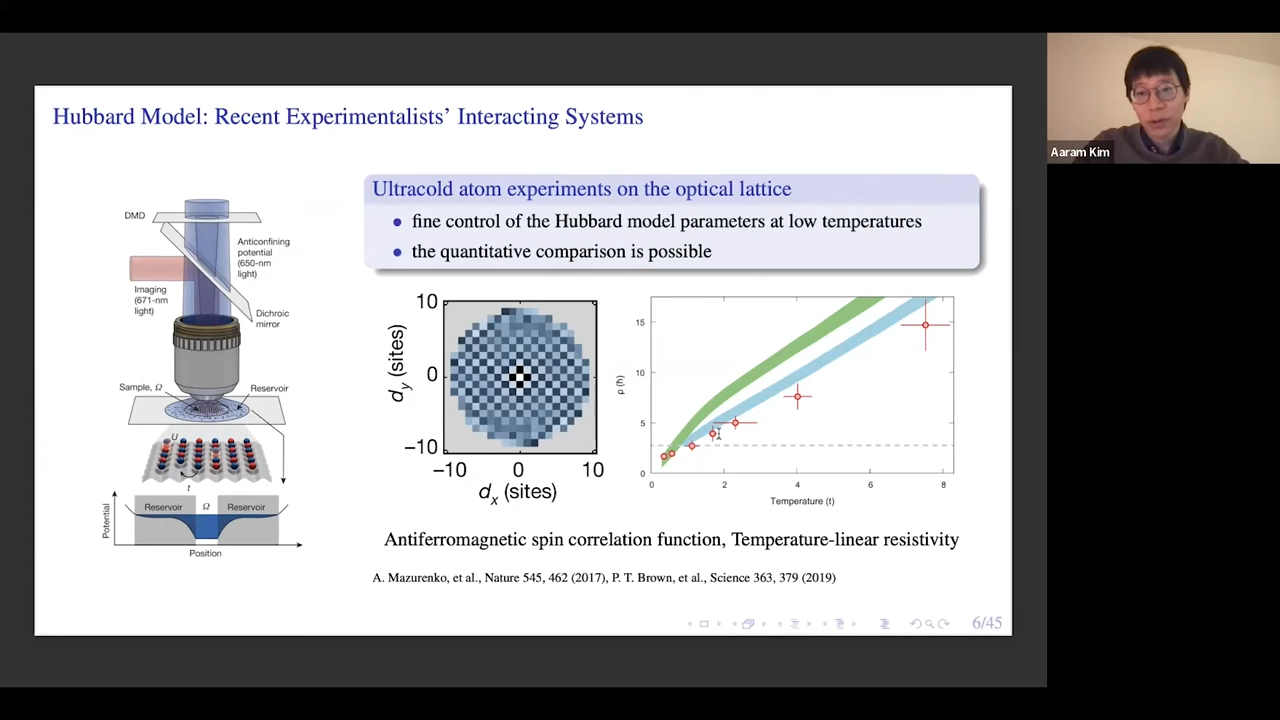 Hubbard Model: Recent Experimentalists' Interacting Systems
Aaram Kim
Ultracold atom experiments on the optical lattice
fine control of the Hubbard model parameters at low temperatures
the quantitative comparison is possible
DMD
Anticonfining
potential
(650-nm
light)
Imaging
(671-nm
light)
Dichroic
mirror
Sample, Ω
Reservoir
U
t
Reservoir
Ω
Reservoir
Potential
Position
10
0
−10
dy (sites)
−10
0
10
dx (sites)
15
10
5
0
ρ (ħ)
0
2
4
6
8
Temperature (t)
Antiferromagnetic spin correlation function, Temperature-linear resistivity
A. Mazurenko, et al., Nature 545, 462 (2017), P. T. Brown, et al., Science 363, 379 (2019)
6/45